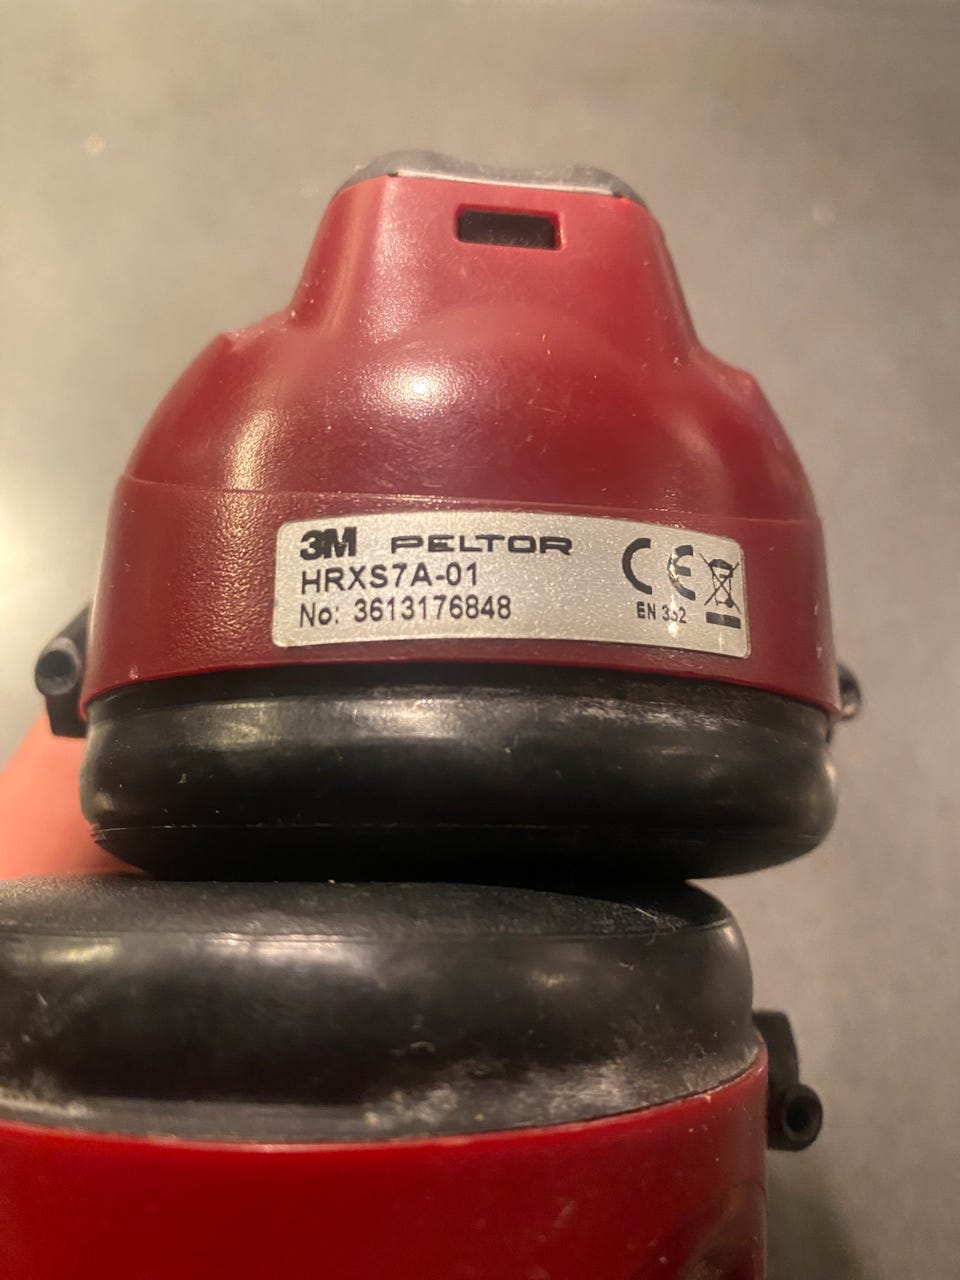 3M PELTOR
HRXS7A-01
No: 3613176848
CE
EN 352